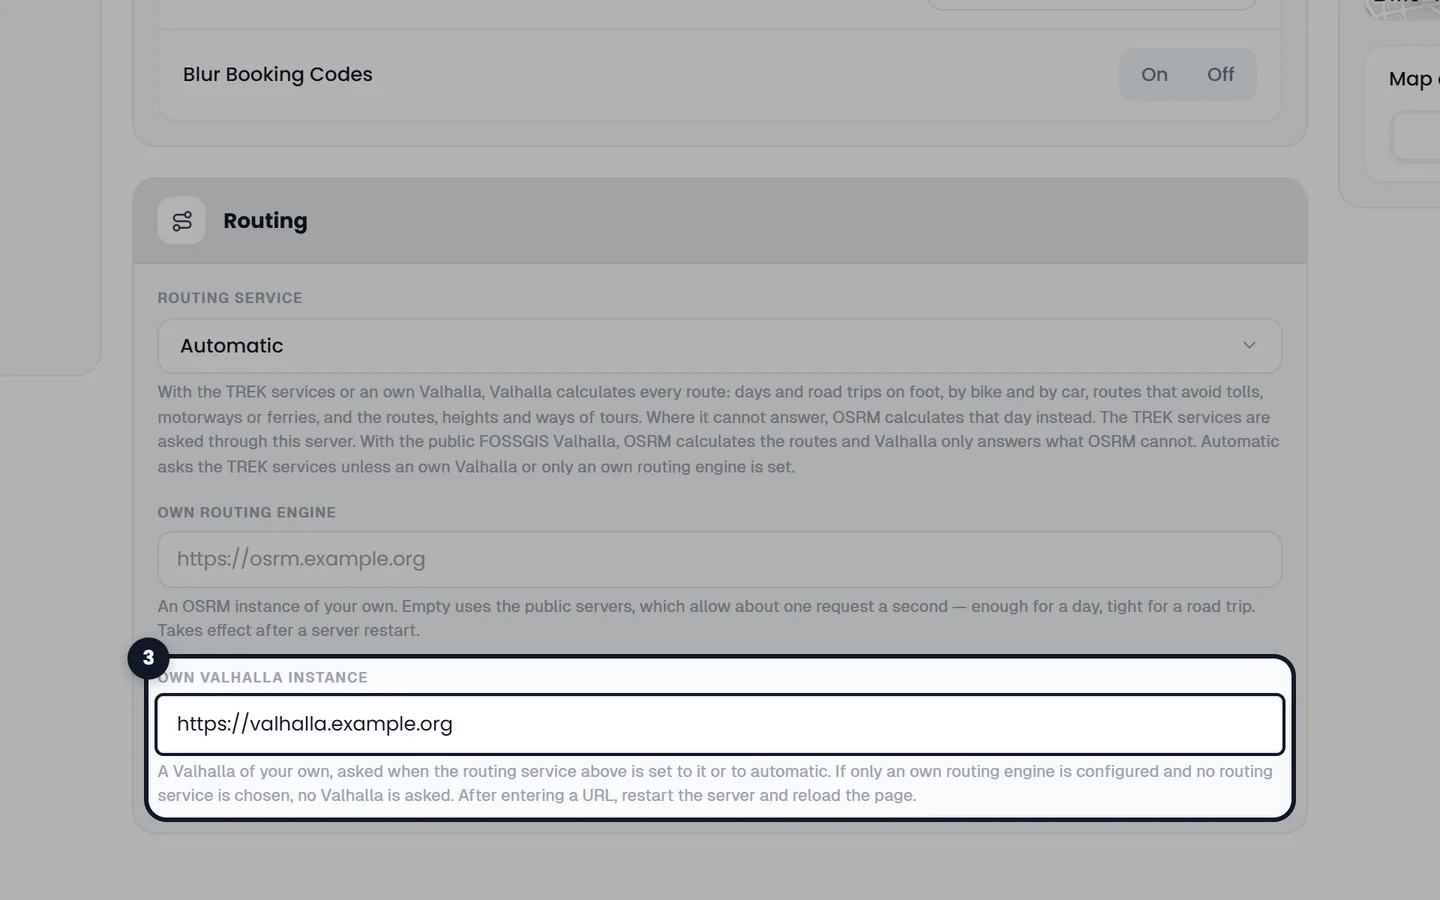 Blur Booking Codes
On Off
Map
Routing
ROUTING SERVICE
Automatic
With the TREK services or an own Valhalla, Valhalla calculates every route: days and road trips on foot, by bike and by car, routes that avoid tolls,
motorways or ferries, and the routes, heights and ways of tours. Where it cannot answer, OSRM calculates that day instead. The TREK services are
asked through this server. With the public FOSSGIS Valhalla, OSRM calculates the routes and Valhalla only answers what OSRM cannot. Automatic
asks the TREK services unless an own Valhalla or only an own routing engine is set.
OWN ROUTING ENGINE
https://osrm.example.org
An OSRM instance of your own. Empty uses the public servers, which allow about one request a second — enough for a day, tight for a road trip.
Takes effect after a server restart.
3
OWN VALHALLA INSTANCE
https://valhalla.example.org
A Valhalla of your own, asked when the routing service above is set to it or to automatic. If only an own routing engine is configured and no routing
service is chosen, no Valhalla is asked. After entering a URL, restart the server and reload the page.